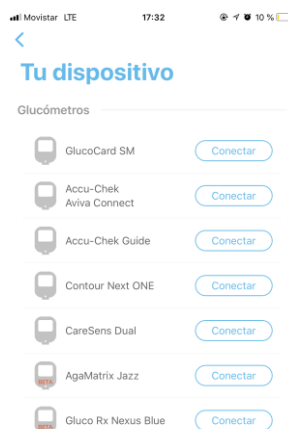 Movistar LTE 17:32 10 %
Tu dispositivo
Glucómetros
GlucoCard SM Conectar
Accu-Chek
Aviva Connect Conectar
Accu-Chek Guide Conectar
Contour Next ONE Conectar
CareSens Dual Conectar
BETA AgaMatrix Jazz Conectar
BETA Gluco Rx Nexus Blue Conectar